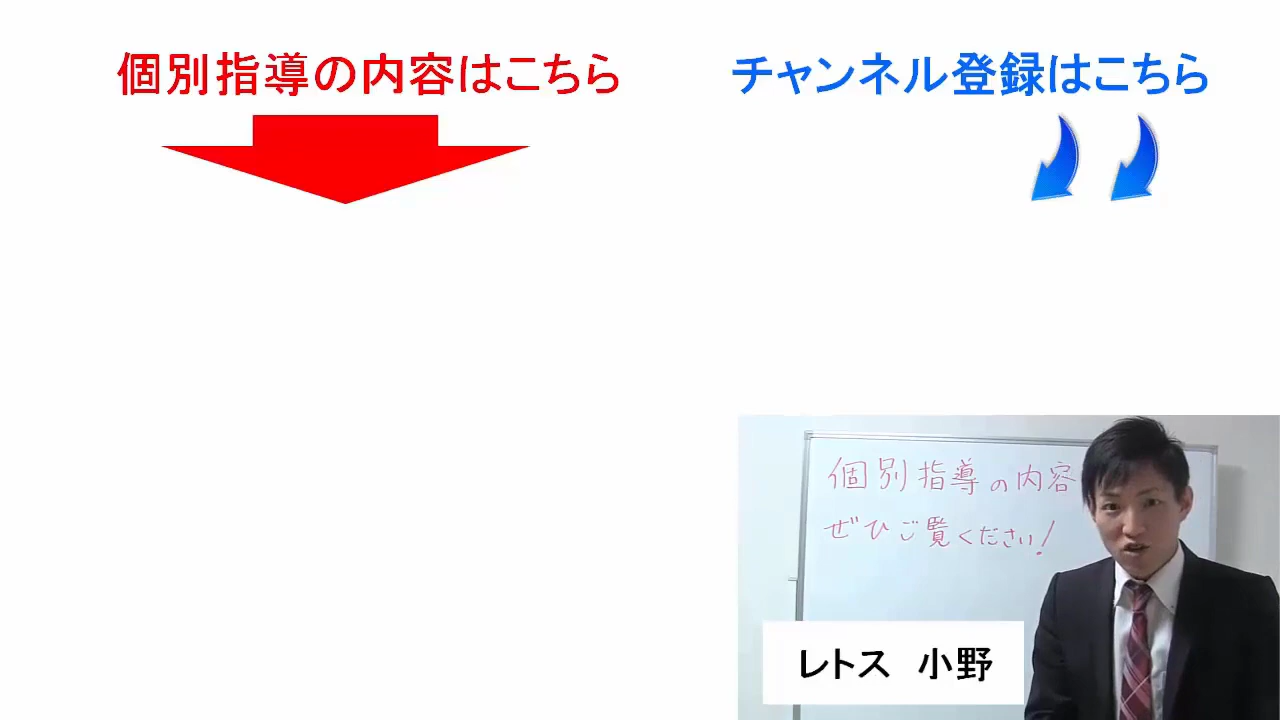 個別指導の内容はこちら
チャンネル登録はこちら
個別指導の内容
ぜひご覧ください!
レトス 小野